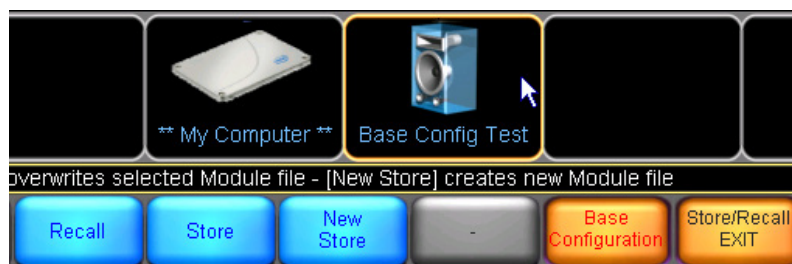 ** My Computer **
Base Config Test
overwrites selected Module file - [New Store] creates new Module file
Recall
Store
New
Store
-
Base
Configuration
Store/Recall
EXIT